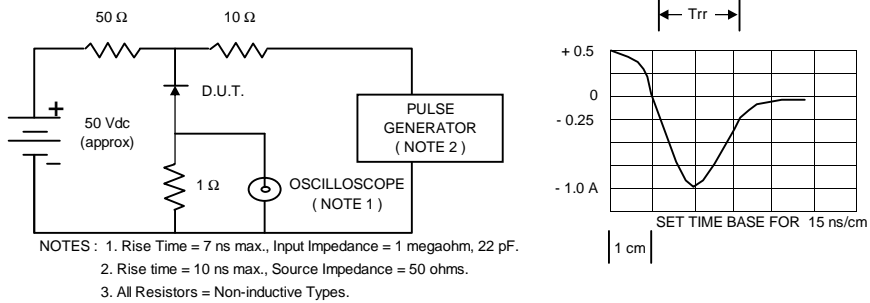 50 Ω
10 Ω
D.U.T.
+
50 Vdc
(approx)
−
1 Ω
OSCILLOSCOPE
( NOTE 1 )
PULSE
GENERATOR
( NOTE 2 )
Trr
+ 0.5
0
- 0.25
- 1.0 A
SET TIME BASE FOR 15 ns/cm
1 cm
NOTES : 1. Rise Time = 7 ns max., Input Impedance = 1 megaohm, 22 pF.
2. Rise time = 10 ns max., Source Impedance = 50 ohms.
3. All Resistors = Non-inductive Types.